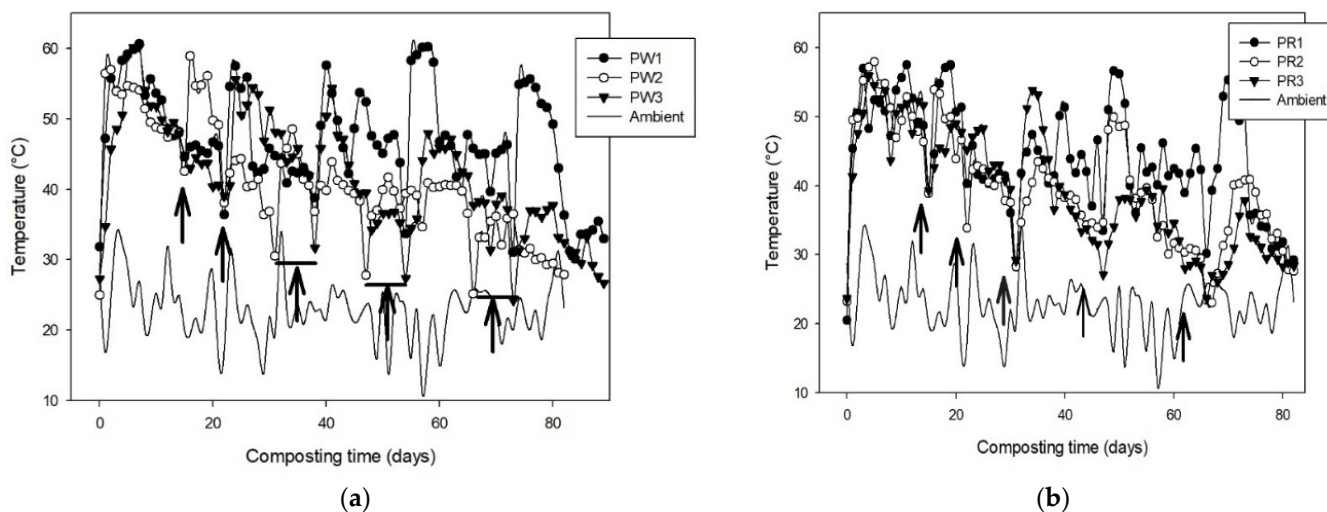 60
50
40
30
20
10
Temperature (°C)
0
20
40
60
80
Composting time (days)
PW1
PW2
PW3
Ambient
(a)
60
50
40
30
20
10
Temperature (°C)
0
20
40
60
80
Composting time (days)
PR1
PR2
PR3
Ambient
(b)